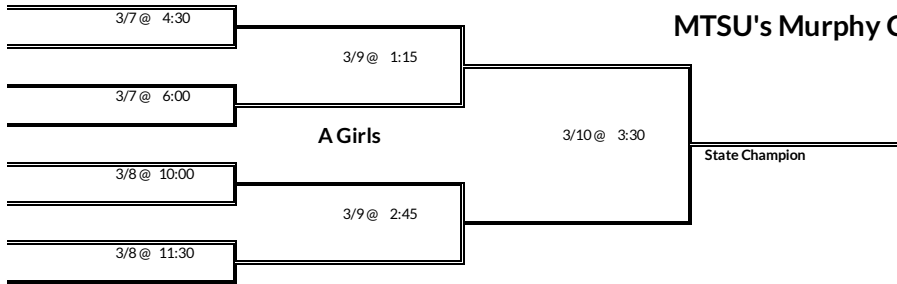 3/7 @ 4:30
MTSU's Murphy C
3/9 @ 1:15
3/7 @ 6:00
A Girls
3/10 @ 3:30
State Champion
3/8 @ 10:00
3/9 @ 2:45
3/8 @ 11:30